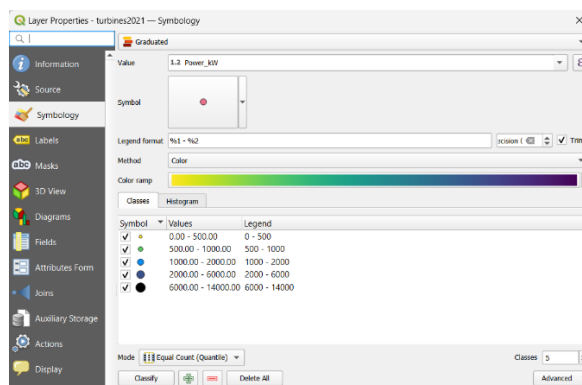 Layer Properties - turbines2021 — Symbology
Information
Source
Symbology
Labels
Masks
3D View
Diagrams
Fields
Attributes Form
Joins
Auxiliary Storage
Actions
Display
Graduated
Value 1.2 Power_kW
Symbol
Legend format %1 - %2 Trim
Method Color
Color ramp
Classes Histogram
Symbol Values Legend
0.00 - 500.00 0 - 500
500.00 - 1000.00 500 - 1000
1000.00 - 2000.00 1000 - 2000
2000.00 - 6000.00 2000 - 6000
6000.00 - 14000.00 6000 - 14000
Mode Equal Count (Quantile) Classes 5
Classify Delete All Advanced